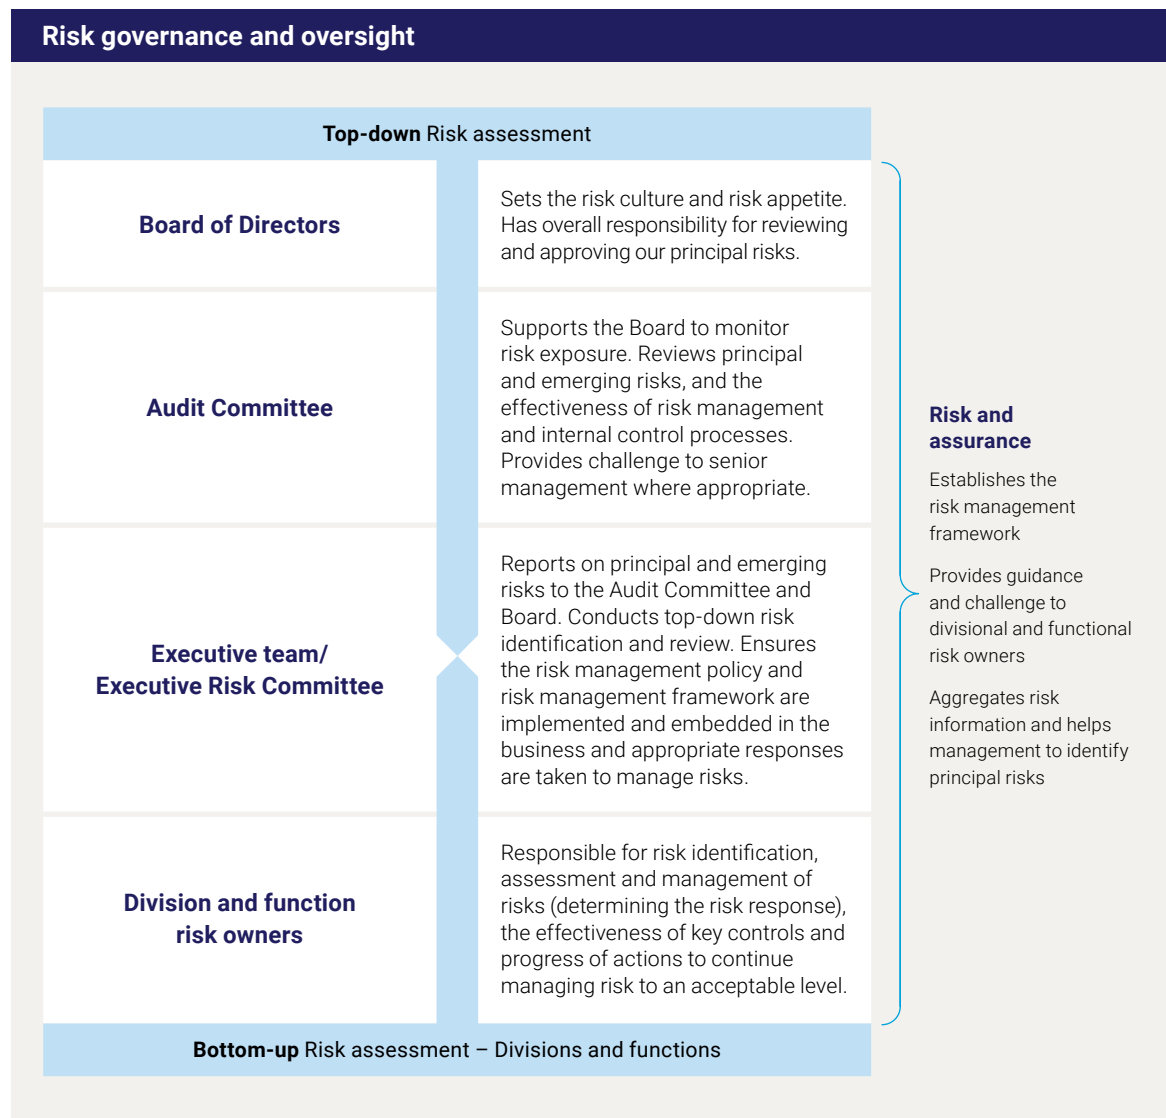 Risk governance and oversight
Top-down Risk assessment
Board of Directors
Sets the risk culture and risk appetite.
Has overall responsibility for reviewing
and approving our principal risks.
Audit Committee
Supports the Board to monitor
risk exposure. Reviews principal
and emerging risks, and the
effectiveness of risk management
and internal control processes.
Provides challenge to senior
management where appropriate.
Executive team/
Executive Risk Committee
Reports on principal and emerging
risks to the Audit Committee and
Board. Conducts top-down risk
identification and review. Ensures
the risk management policy and
risk management framework are
implemented and embedded in the
business and appropriate responses
are taken to manage risks.
Division and function
risk owners
Responsible for risk identification,
assessment and management of
risks (determining the risk response),
the effectiveness of key controls and
progress of actions to continue
managing risk to an acceptable level.
Bottom-up Risk assessment – Divisions and functions
Risk and
assurance
Establishes the
risk management
framework
Provides guidance
and challenge to
divisional and functional
risk owners
Aggregates risk
information and helps
management to identify
principal risks